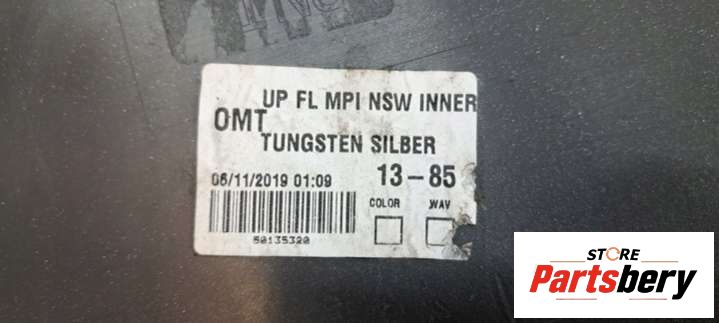 UP FL MPI NSW INNER
OMT
TUNGSTEN SILBER
06/11/2019 01:09
13-85
COLOR
WAV
50135320
STORE
Partsbery